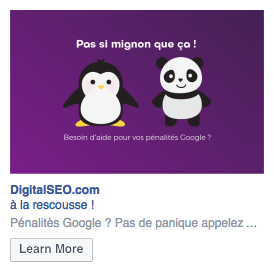 Pas si mignon que ça !
Besoin d'aide pour vos pénalités Google ?
DigitalSEO.com
à la rescousse !
Pénalités Google ? Pas de panique appelez ...
Learn More